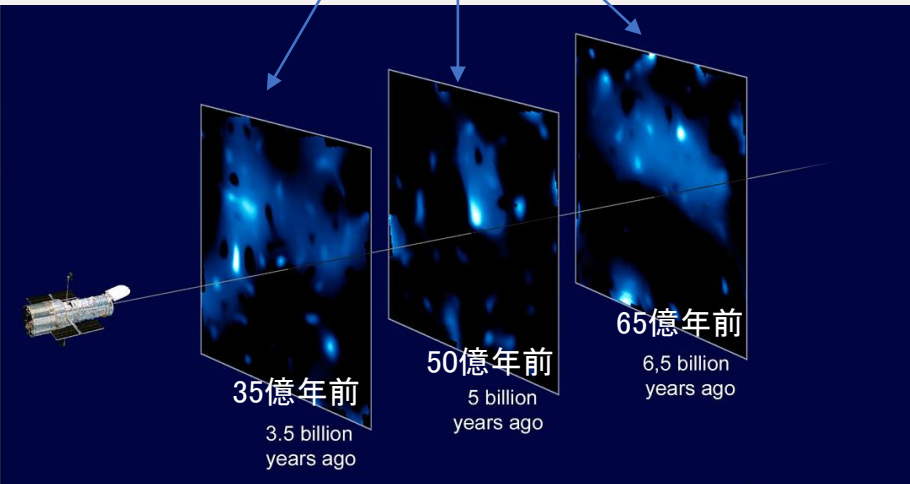 35億年前
3.5 billion
years ago
50億年前
5 billion
years ago
65億年前
6,5 billion
years ago